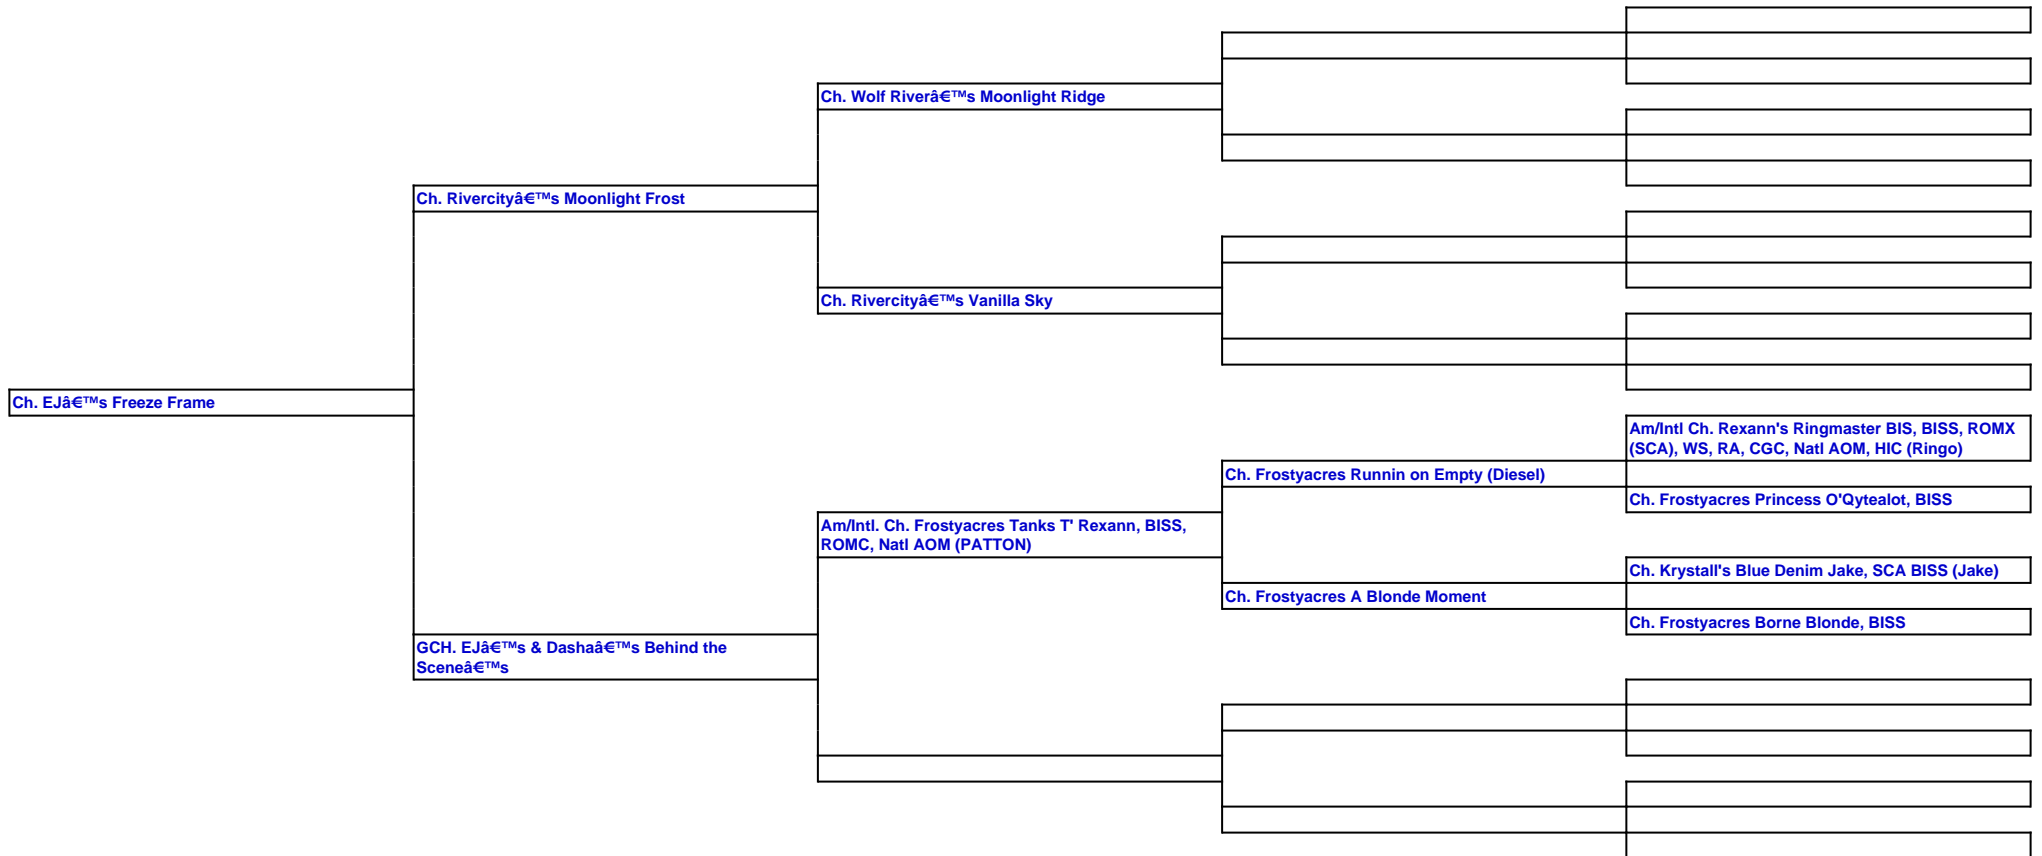 Ch. Wolf Riverâ€™s Moonlight Ridge
Ch. Rivercityâ€™s Moonlight Frost
Ch. Rivercityâ€™s Vanilla Sky
Ch. EJâ€™s Freeze Frame
Am/Intl Ch. Rexann's Ringmaster BIS, BISS, ROMX
(SCA), WS, RA, CGC, Natl AOM, HIC (Ringo)
Ch. Frostyacres Runnin on Empty (Diesel)
Ch. Frostyacres Princess O'Qytealot, BISS
Am/Intl. Ch. Frostyacres Tanks T' Rexann, BISS,
ROMC, Natl AOM (PATTON)
Ch. Krystall's Blue Denim Jake, SCA BISS (Jake)
Ch. Frostyacres A Blonde Moment
Ch. Frostyacres Borne Blonde, BISS
GCH. EJâ€™s & Dashaâ€™s Behind the
Sceneâ€™s